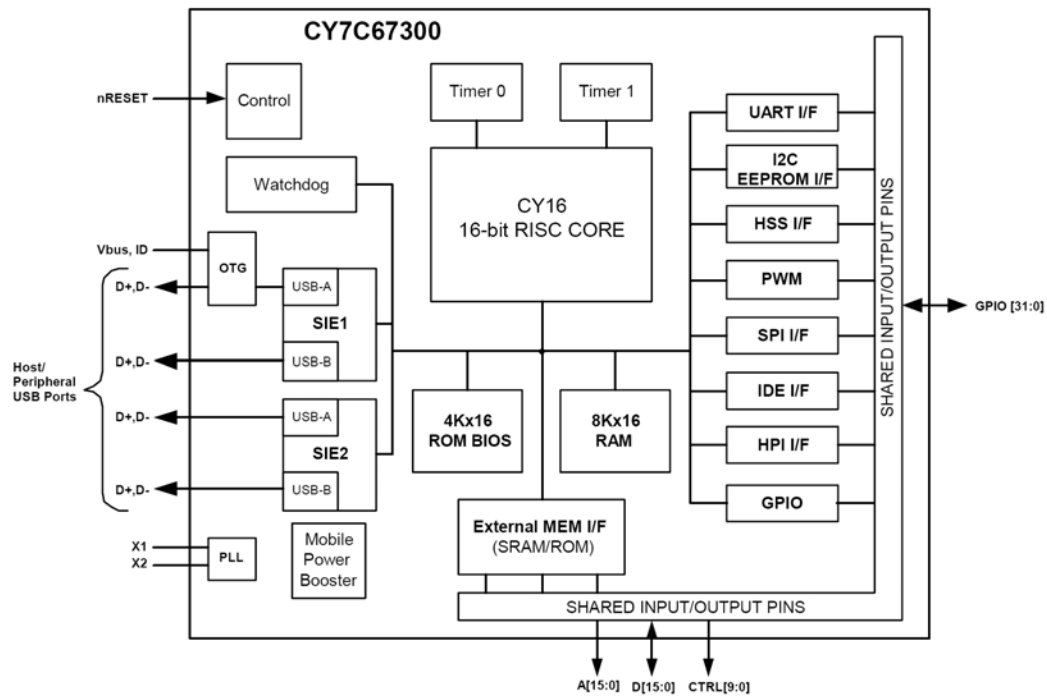 CY7C67300
nRESET
Control
Timer 0
Timer 1
UART I/F
Watchdog
CY16
16-bit RISC CORE
I2C
EEPROM I/F
HSS I/F
Vbus, ID
OTG
D+,D-
USB-A
SIE1
USB-B
D+,D-
PWM
SPI I/F
GPIO [31:0]
SHARED INPUT/OUTPUT PINS
Host/
Peripheral
USB Ports
D+,D-
USB-A
SIE2
USB-B
D+,D-
4Kx16
ROM BIOS
8Kx16
RAM
IDE I/F
HPI I/F
GPIO
X1
X2
PLL
Mobile
Power
Booster
External MEM I/F
(SRAM/ROM)
SHARED INPUT/OUTPUT PINS
A[15:0]
D[15:0]
CTRL[9:0]